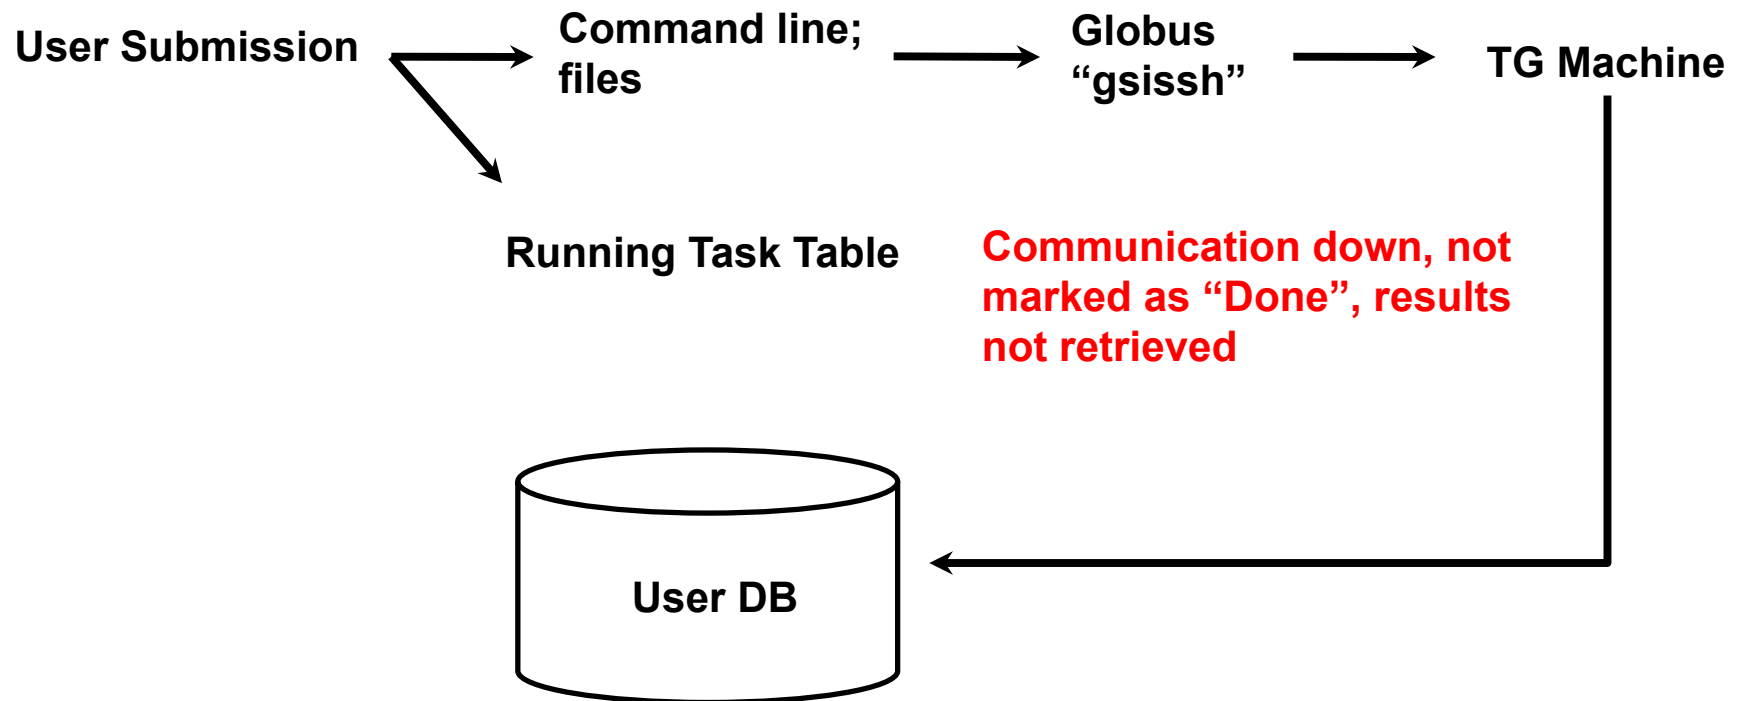 User Submission
Command line;
files
Globus
“gsissh”
TG Machine
Running Task Table
Communication down, not
marked as “Done”, results
not retrieved
User DB